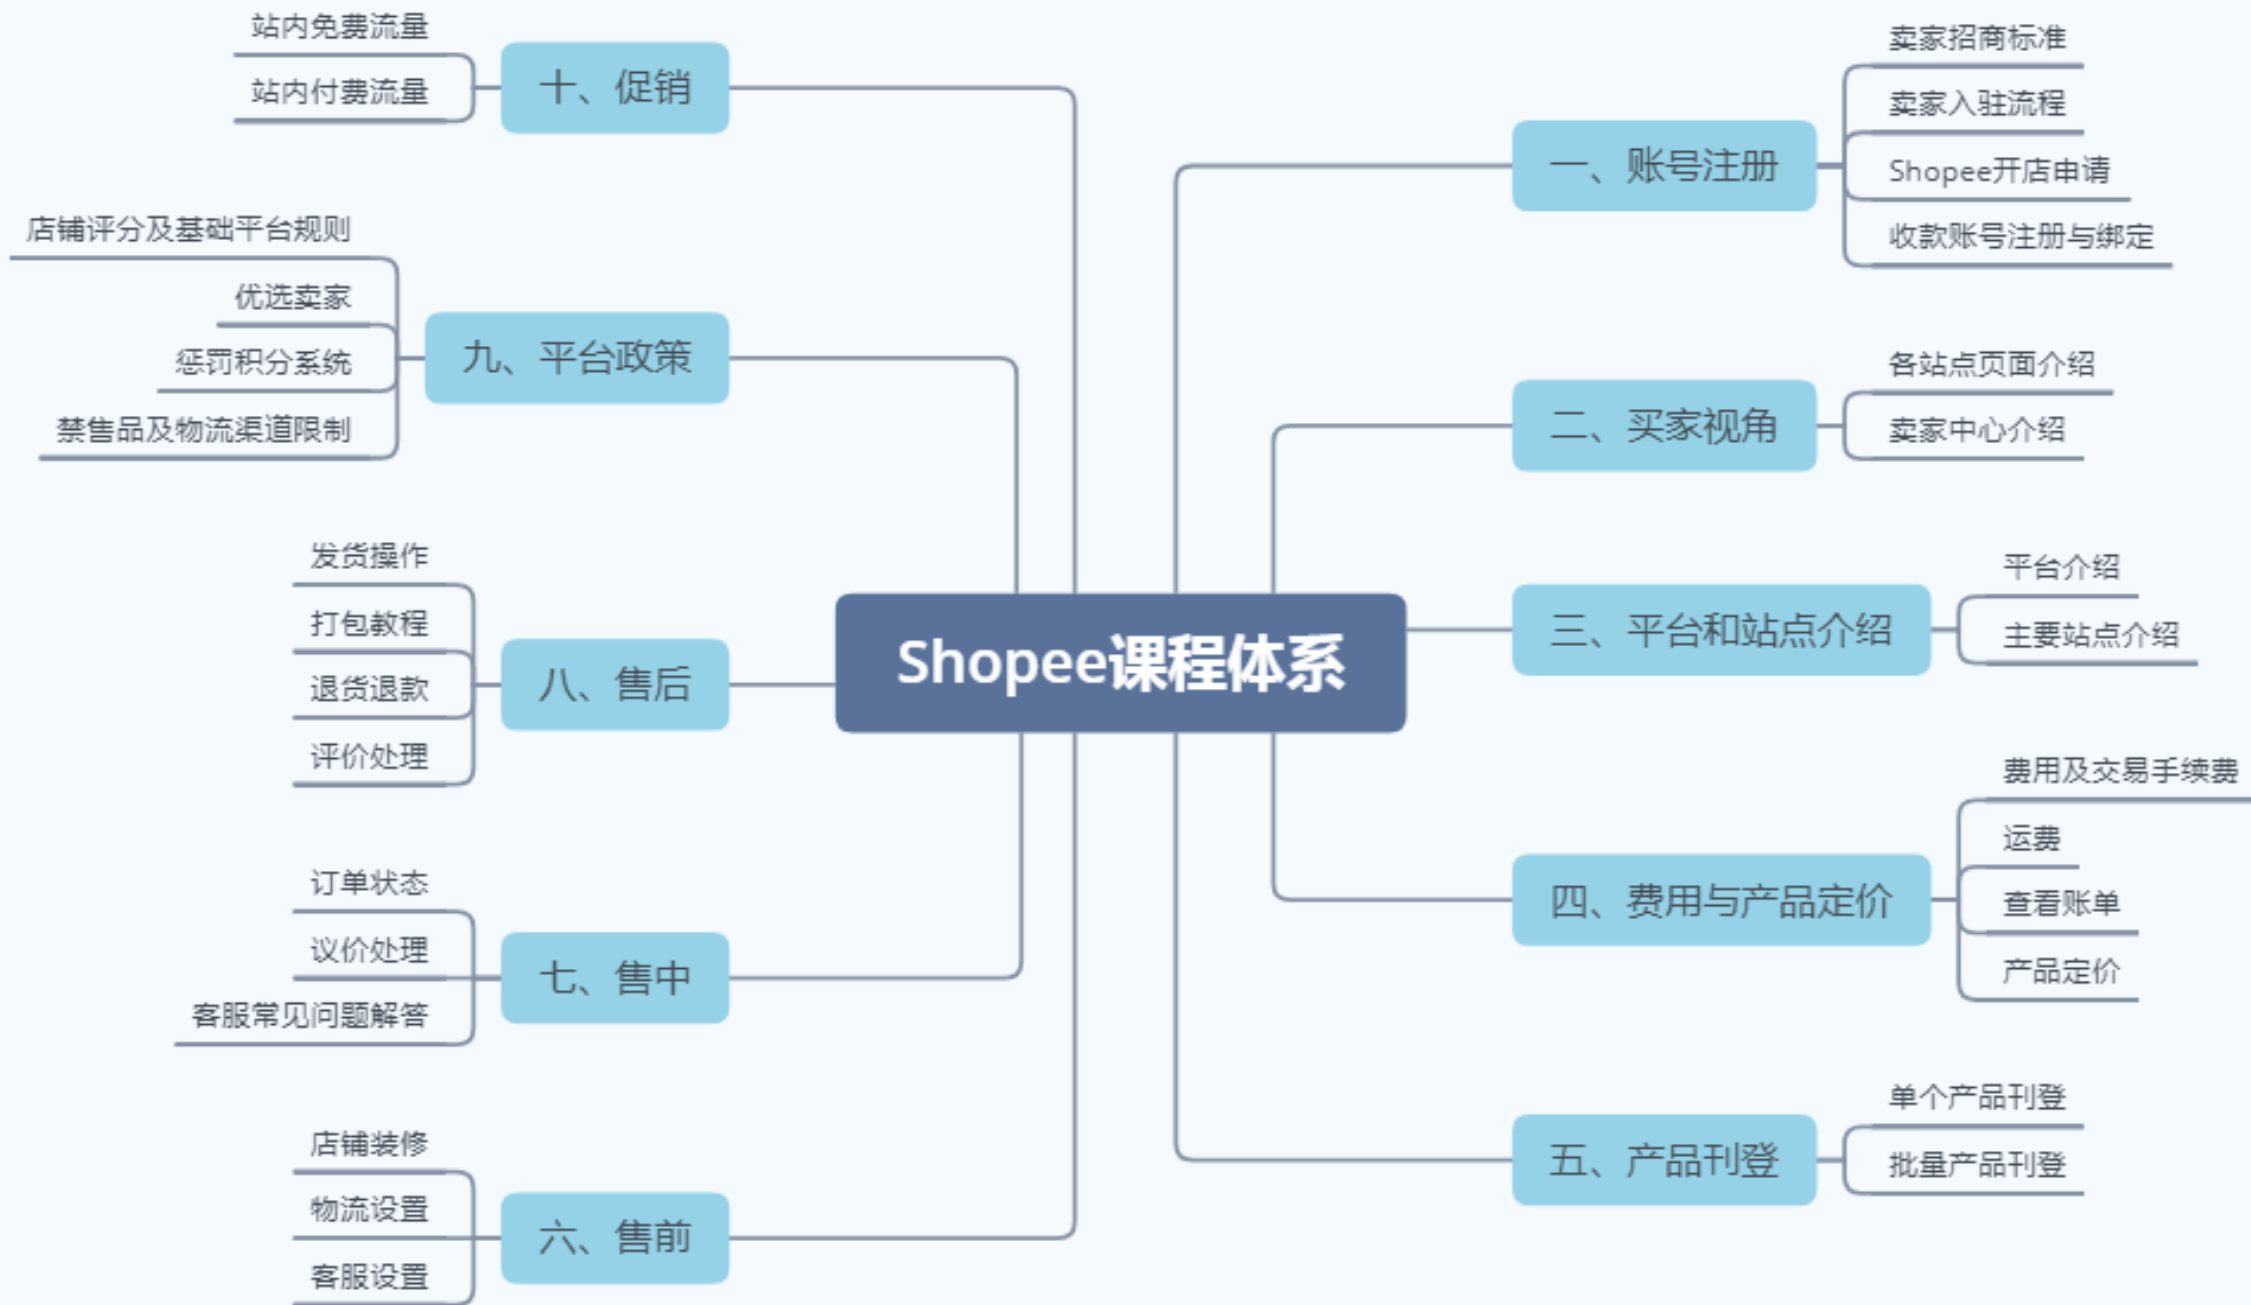 Shopee课程体系
一、账号注册
卖家招商标准
卖家入驻流程
Shopee开店申请
收款账号注册与绑定
二、买家视角
各站点页面介绍
卖家中心介绍
三、平台和站点介绍
平台介绍
主要站点介绍
四、费用与产品定价
费用及交易手续费
运费
查看账单
产品定价
五、产品刊登
单个产品刊登
批量产品刊登
六、售前
店铺装修
物流设置
客服设置
七、售中
订单状态
议价处理
客服常见问题解答
八、售后
发货操作
打包教程
退货退款
评价处理
九、平台政策
店铺评分及基础平台规则
优选卖家
惩罚积分系统
禁售品及物流渠道限制
十、促销
站内免费流量
站内付费流量